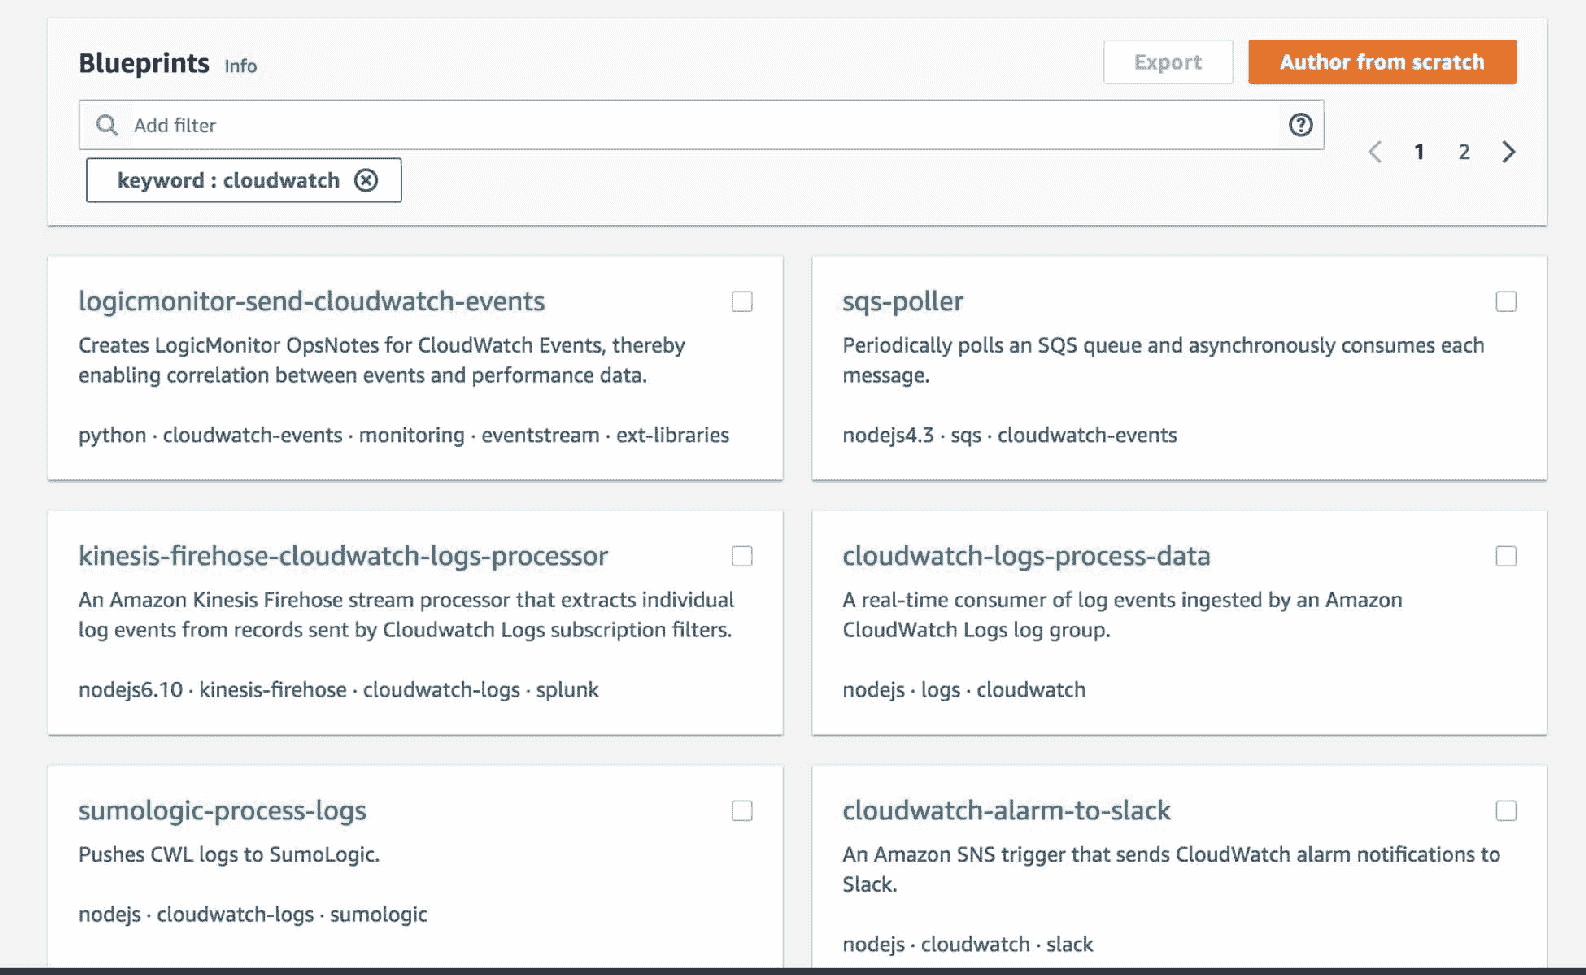 Blueprints Info
Export
Author from scratch
Add filter
keyword : cloudwatch
1 2
logicmonitor-send-cloudwatch-events
Creates LogicMonitor OpsNotes for CloudWatch Events, thereby
enabling correlation between events and performance data.
python · cloudwatch-events · monitoring · eventstream · ext-libraries
sqs-poller
Periodically polls an SQS queue and asynchronously consumes each
message.
nodejs4.3 · sqs · cloudwatch-events
kinesis-firehose-cloudwatch-logs-processor
An Amazon Kinesis Firehose stream processor that extracts individual
log events from records sent by Cloudwatch Logs subscription filters.
nodejs6.10 · kinesis-firehose · cloudwatch-logs · splunk
cloudwatch-logs-process-data
A real-time consumer of log events ingested by an Amazon
CloudWatch Logs log group.
nodejs · logs · cloudwatch
sumologic-process-logs
Pushes CWL logs to SumoLogic.
nodejs · cloudwatch-logs · sumologic
cloudwatch-alarm-to-slack
An Amazon SNS trigger that sends CloudWatch alarm notifications to
Slack.
nodejs · cloudwatch · slack